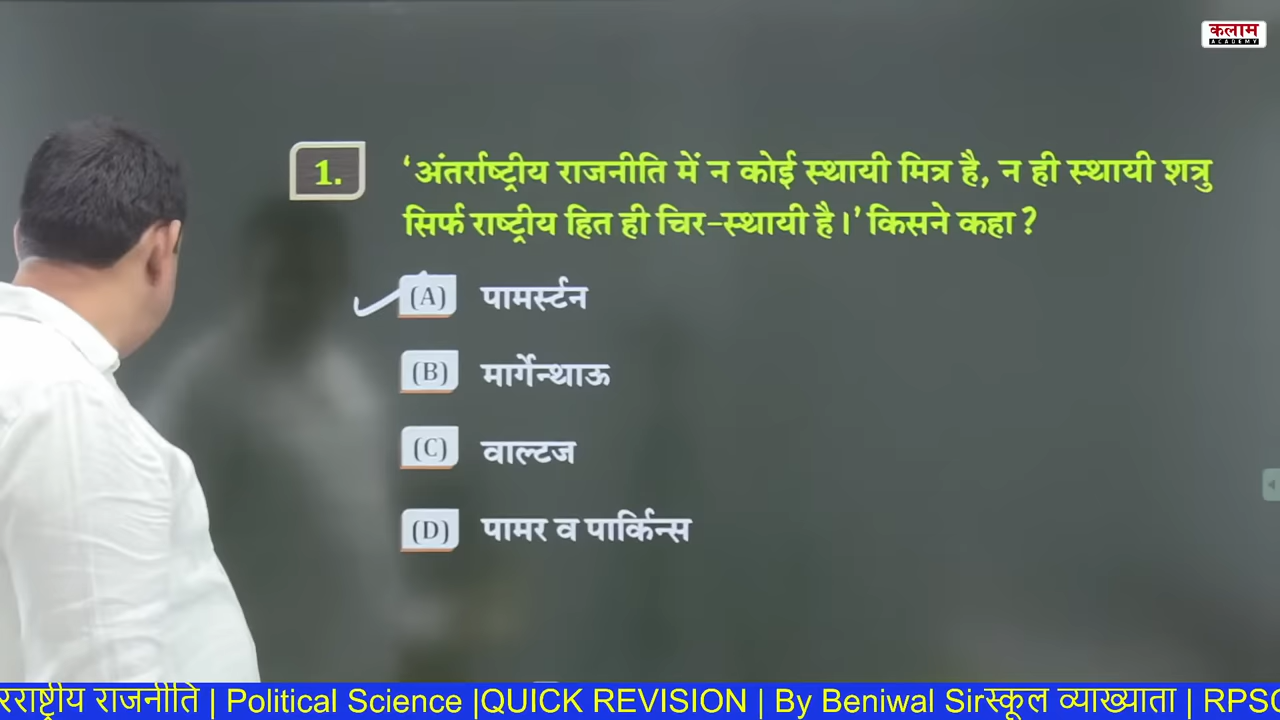 कलाम
ACADEMY
1.
‘अंतर्राष्ट्रीय राजनीति में न कोई स्थायी मित्र है, न ही स्थायी शत्रु
सिर्फ राष्ट्रीय हित ही चिर-स्थायी है।’ किसने कहा ?
(A) पामर्स्टन
(B) मार्गेन्थाऊ
(C) वाल्टज
(D) पामर व पार्किन्स
रराष्ट्रीय राजनीति | Political Science |QUICK REVISION | By Beniwal Sirस्कूल व्याख्याता | RPSC